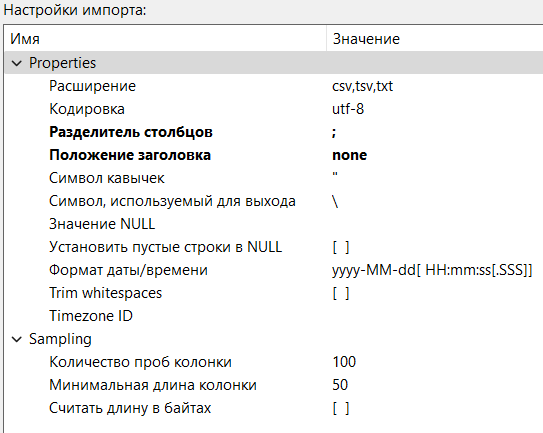 Настройки импорта:
Имя Значение
Properties
Расширение csv,tsv,txt
Кодировка utf-8
Разделитель столбцов ;
Положение заголовка none
Символ кавычек "
Символ, используемый для выхода \
Значение NULL
Установить пустые строки в NULL [ ]
Формат даты/времени yyyy-MM-dd[ HH:mm:ss[.SSS]]
Trim whitespaces [ ]
Timezone ID
Sampling
Количество проб колонки 100
Минимальная длина колонки 50
Считать длину в байтах [ ]